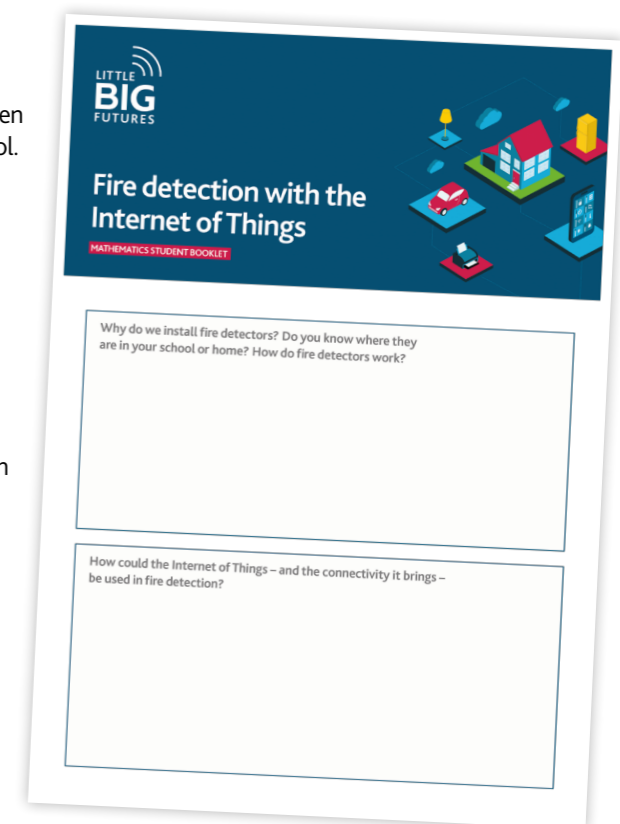 en
ol.
n
LITTLE
BIG
FUTURES
Fire detection with the
Internet of Things
MATHEMATICS STUDENT BOOKLET
Why do we install fire detectors? Do you know where they
are in your school or home? How do fire detectors work?
How could the Internet of Things – and the connectivity it brings –
be used in fire detection?